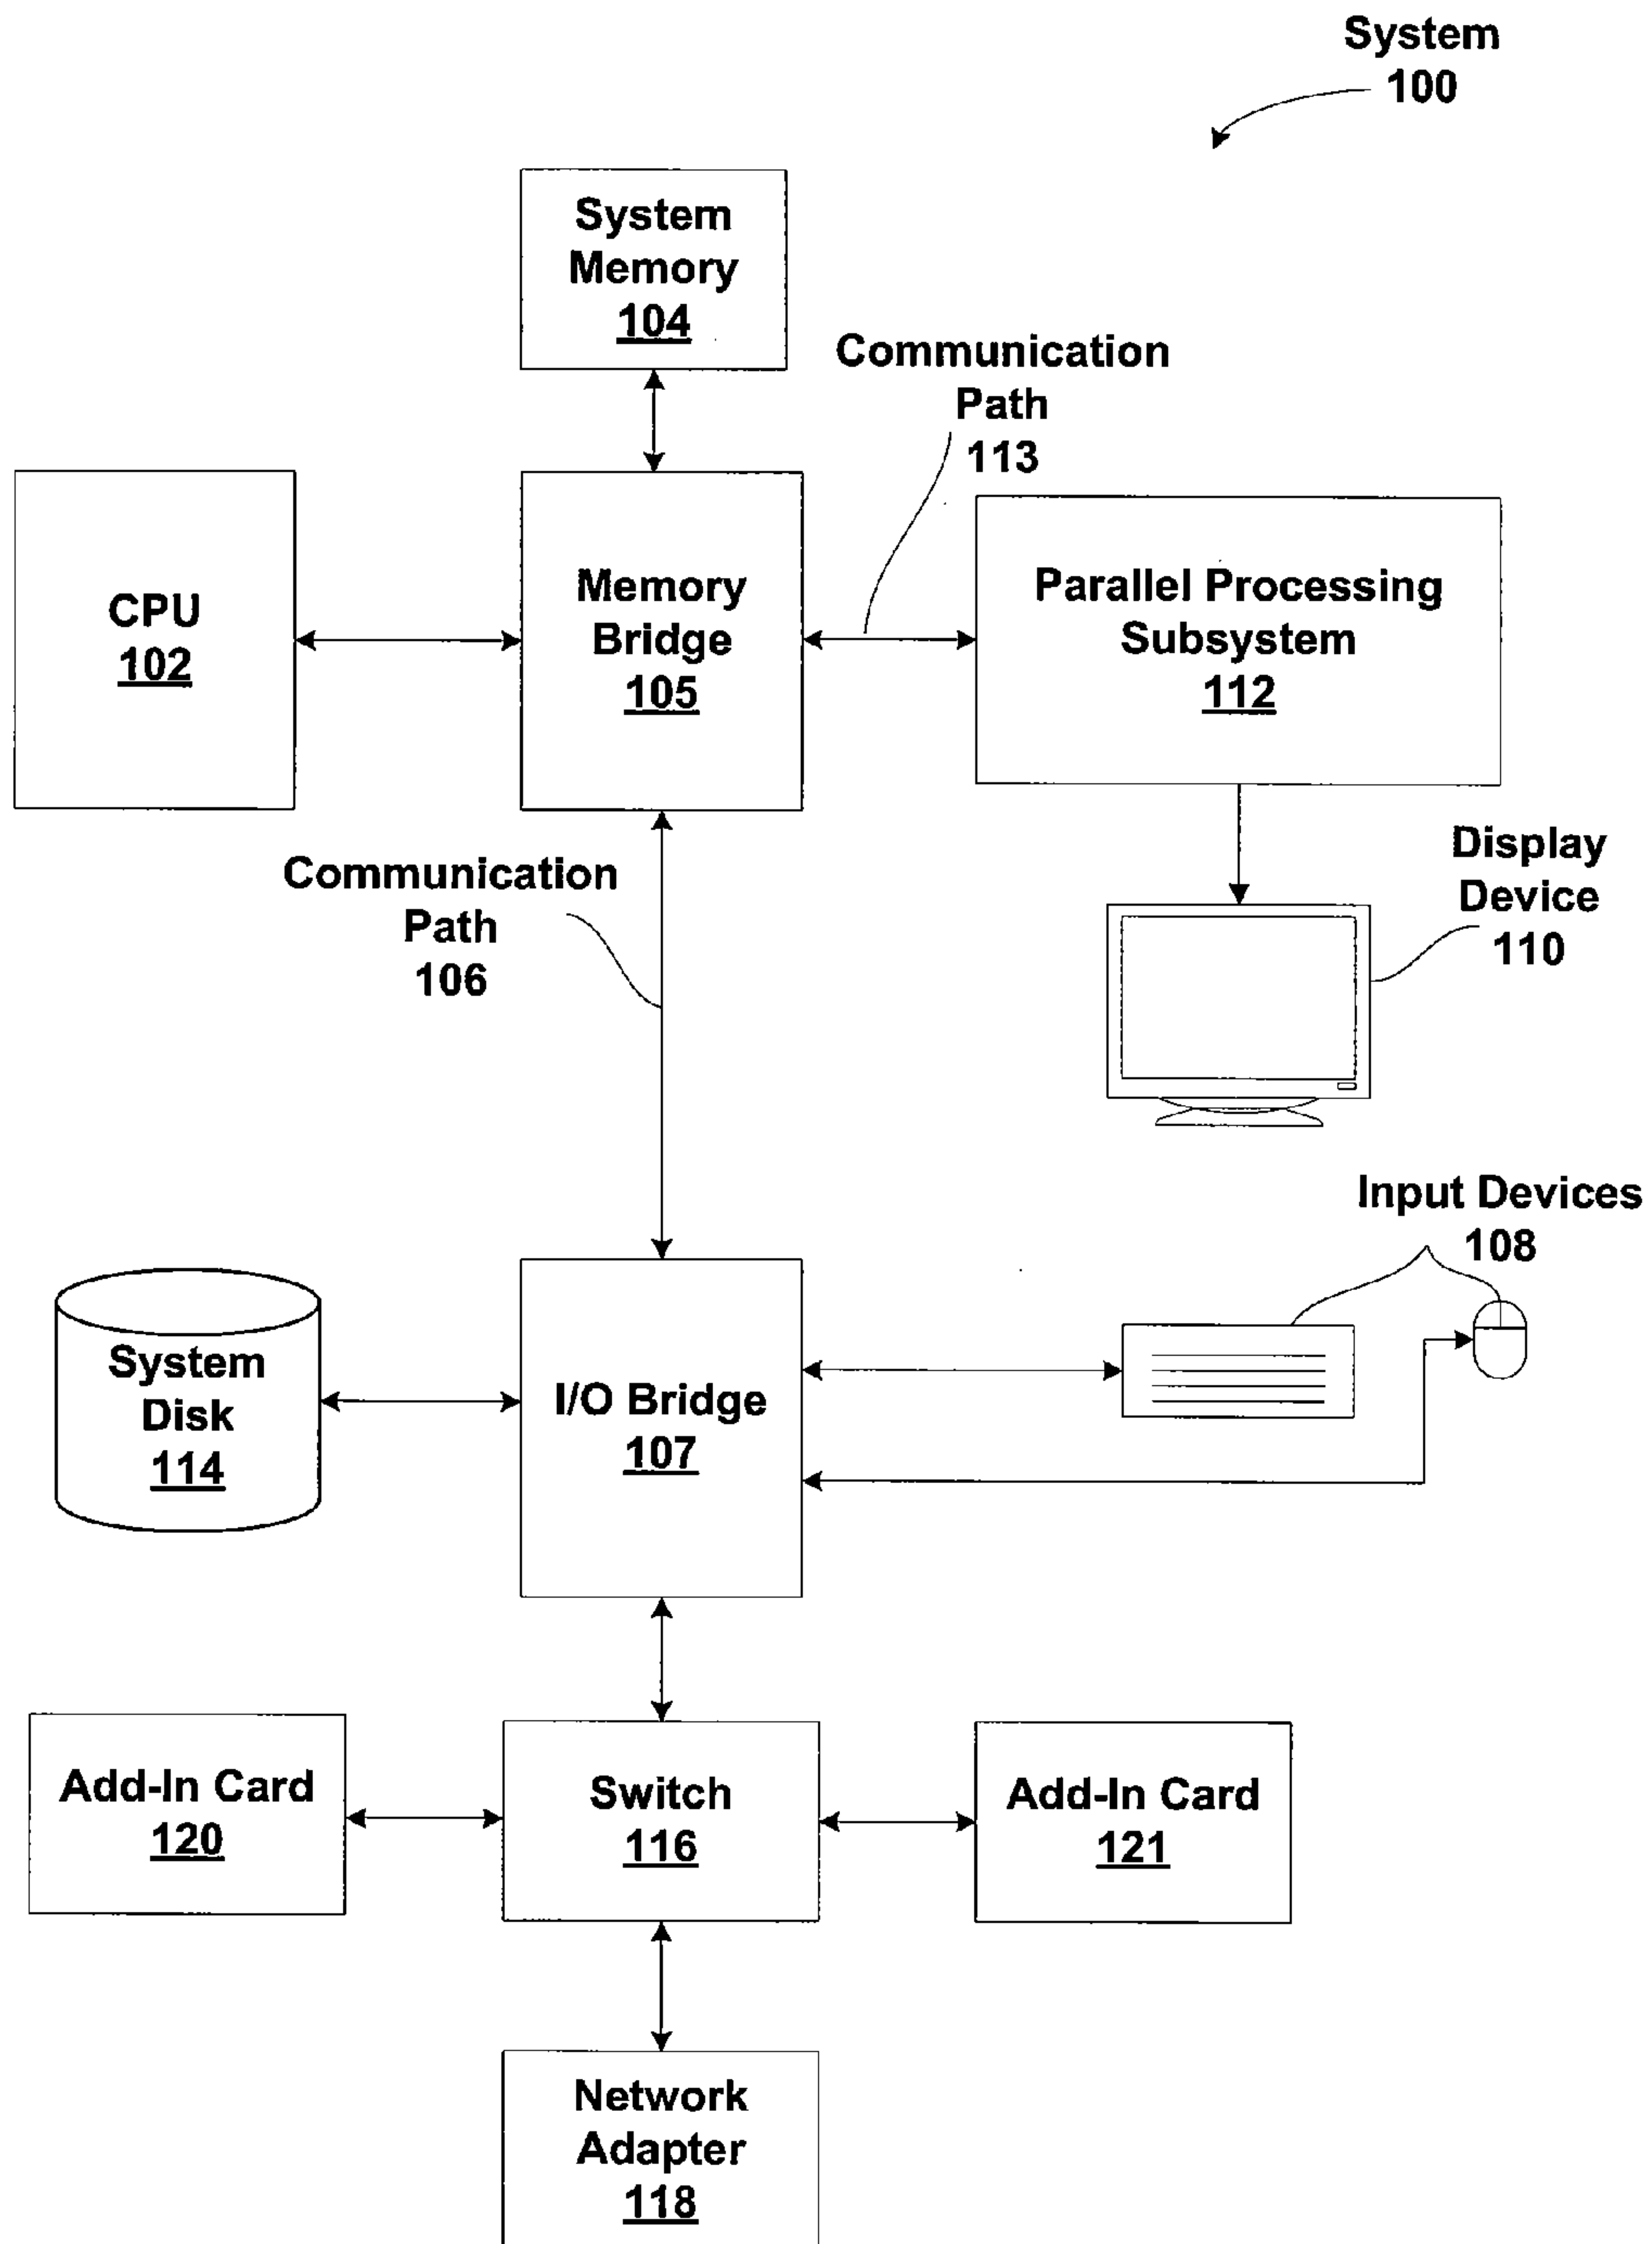 System
100
System
Memory
104
Communication
Path
113
CPU
102
Memory
Bridge
105
Parallel Processing
Subsystem
112
Communication
Path
106
Display
Device
110
Input Devices
108
System
Disk
114
I/O Bridge
107
Add-In Card
120
Switch
116
Add-In Card
121
Network
Adapter
118